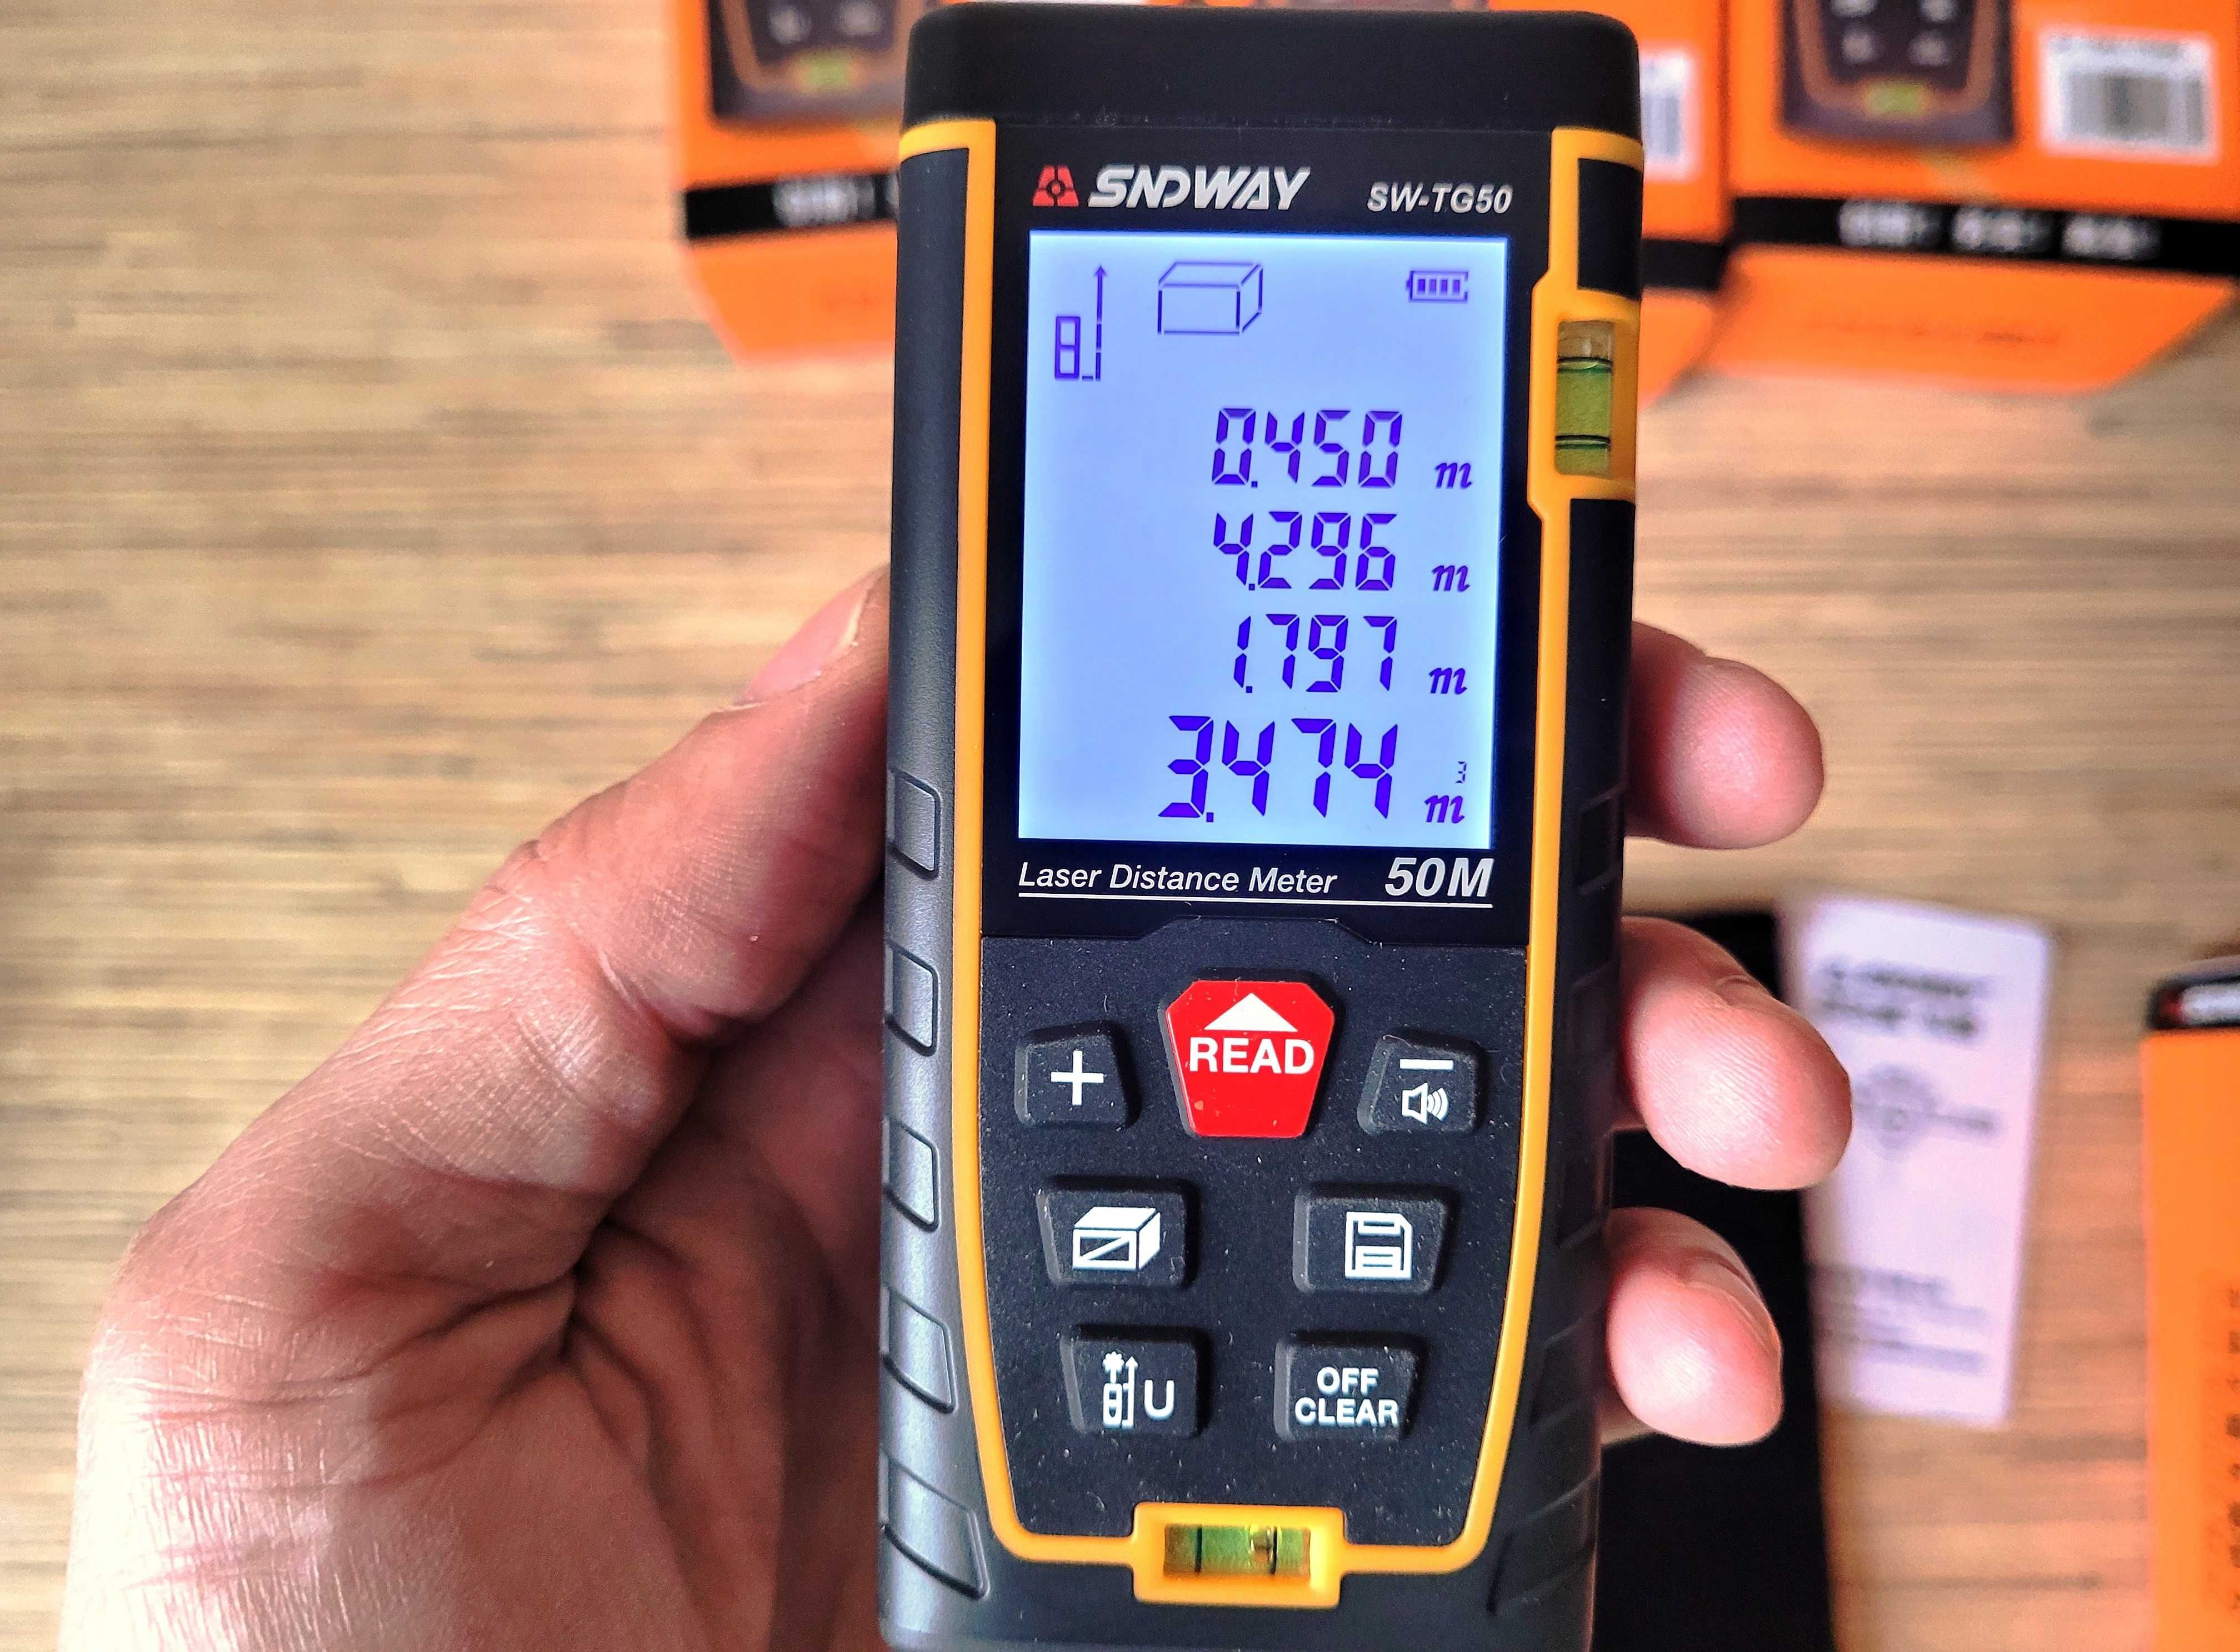 SNDWAY SW-TG50
0.450 m
4.296 m
1.797 m
3.474 m³
Laser Distance Meter 50M
READ
U
OFF
CLEAR